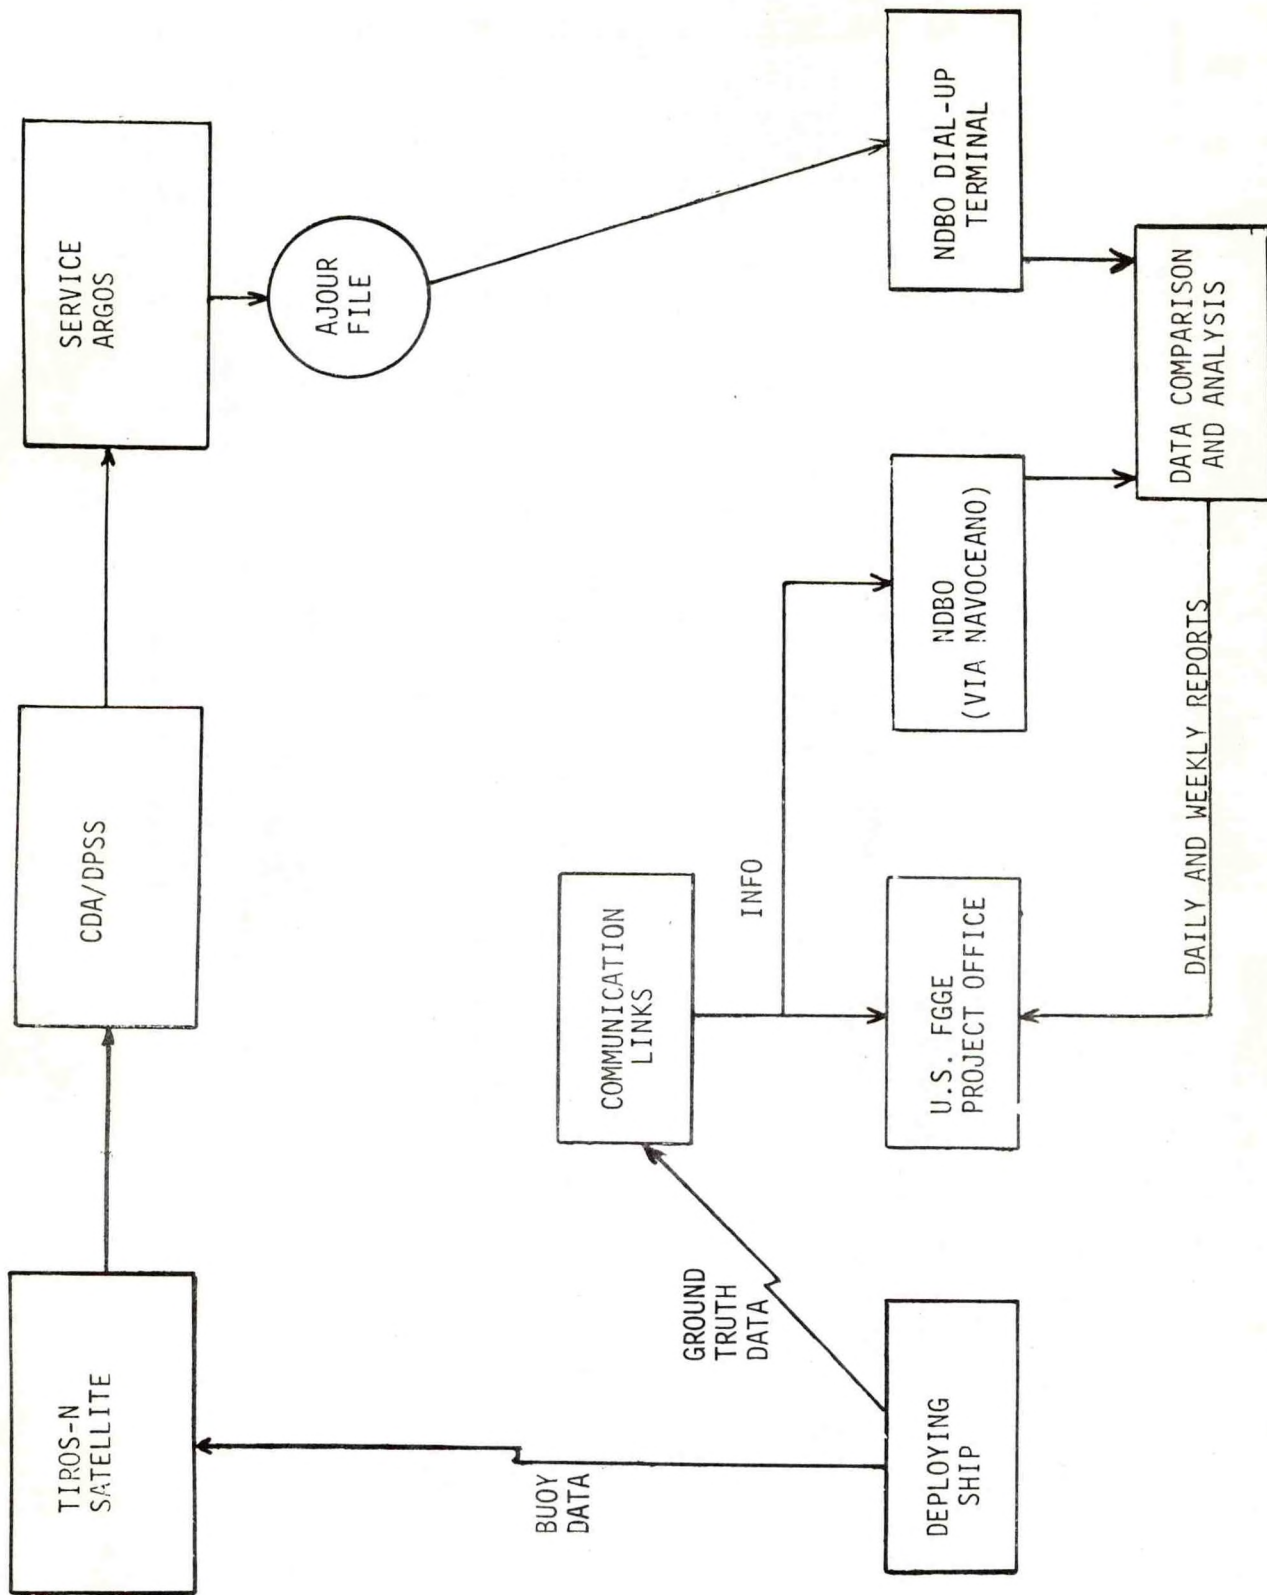 TIROS-N
SATELLITE
CDA/DPSS
SERVICE
ARGOS
AJOUR
FILE
BUOY
DATA
GROUND
TRUTH
DATA
COMMUNICATION
LINKS
INFO
DEPLOYING
SHIP
U.S. FGGE
PROJECT OFFICE
NDBO
(VIA NAVOCEANO)
NDBO DIAL-UP
TERMINAL
DATA COMPARISON
AND ANALYSIS
DAILY AND WEEKLY REPORTS